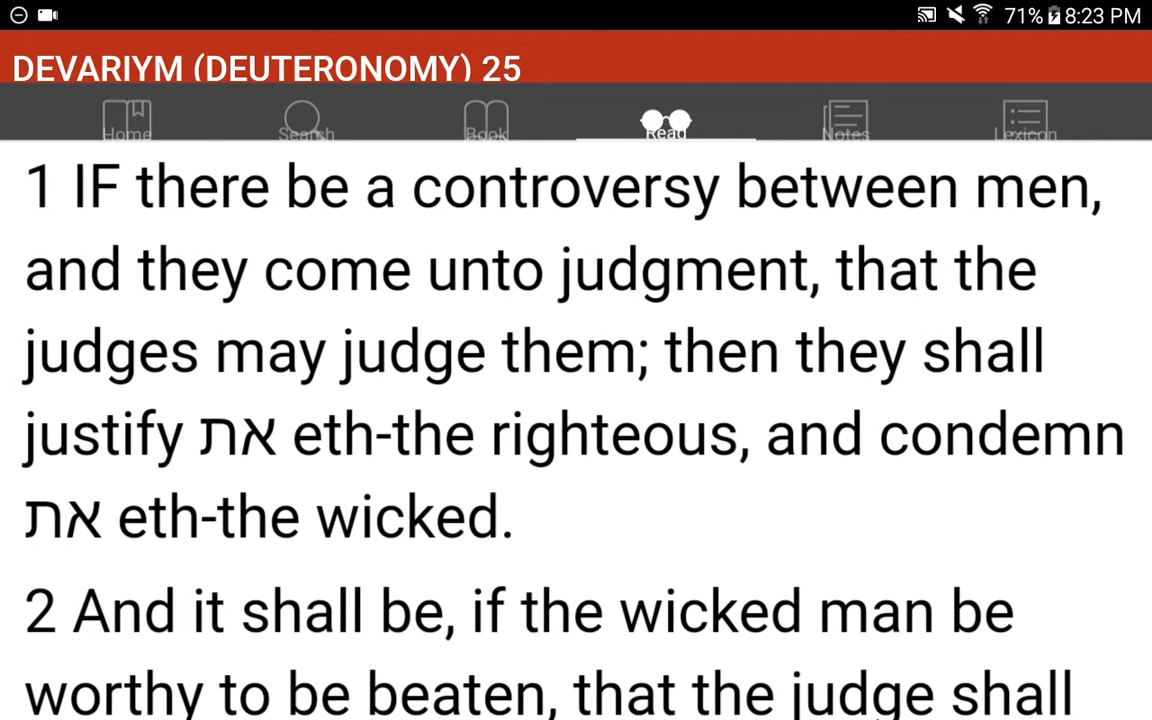 71% 8:23 PM
DEVARIYM (DEUTERONOMY) 25
Home Search Book Read Notes Lexicon
1 IF there be a controversy between men,
and they come unto judgment, that the
judges may judge them; then they shall
justify את eth-the righteous, and condemn
את eth-the wicked.
2 And it shall be, if the wicked man be
worthy to be beaten, that the judge shall